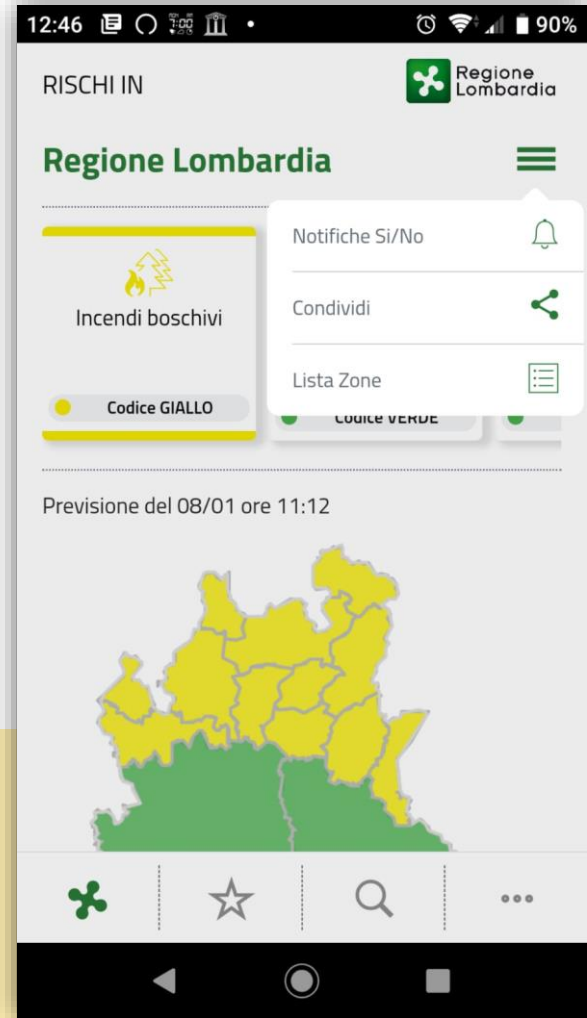 12:46
90%
RISCHI IN
Regione
Lombardia
Regione Lombardia
Notifiche Si/No
Condividi
Lista Zone
Incendi boschivi
Codice GIALLO
Codice VERDE
Previsione del 08/01 ore 11:12